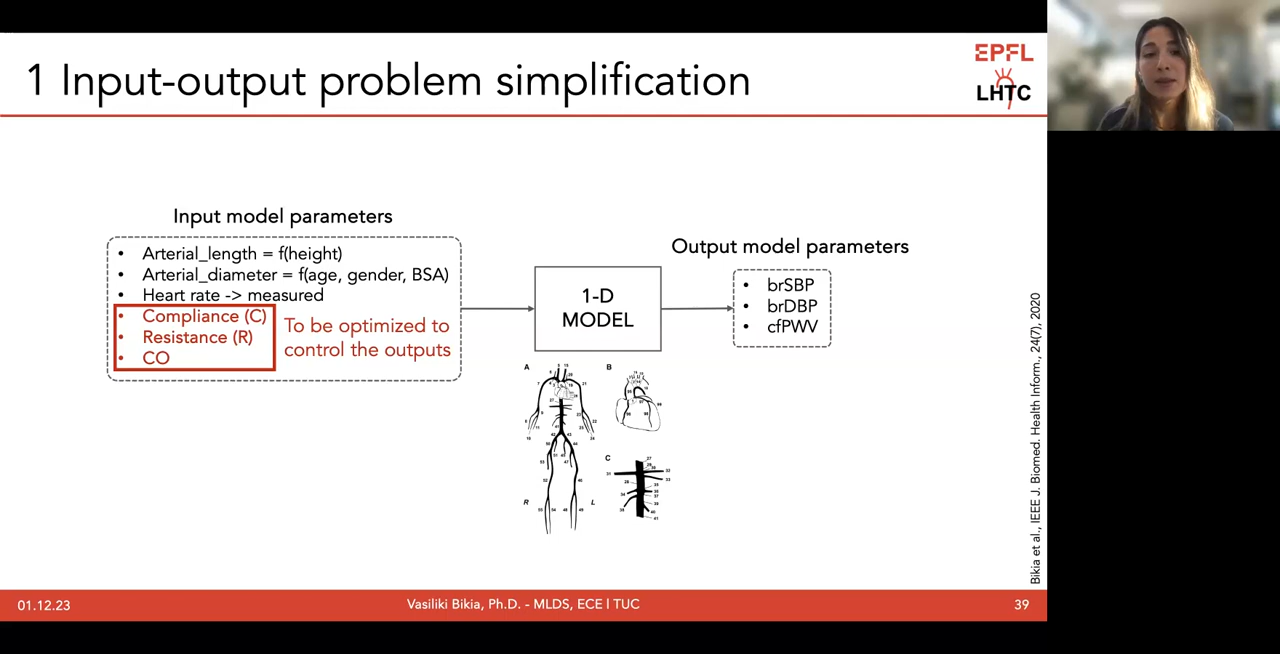 1 Input-output problem simplification
EPFL
LHTC
Input model parameters
• Arterial_length = f(height)
• Arterial_diameter = f(age, gender, BSA)
• Heart rate -> measured
• Compliance (C)
• Resistance (R)
• CO
To be optimized to
control the outputs
1-D
MODEL
Output model parameters
• brSBP
• brDBP
• cfPWV
A
B
C
R
L
Bikia et al., IEEE J. Biomed. Health Inform., 24(7), 2020
01.12.23
Vasiliki Bikia, Ph.D. - MLDS, ECE | TUC
39